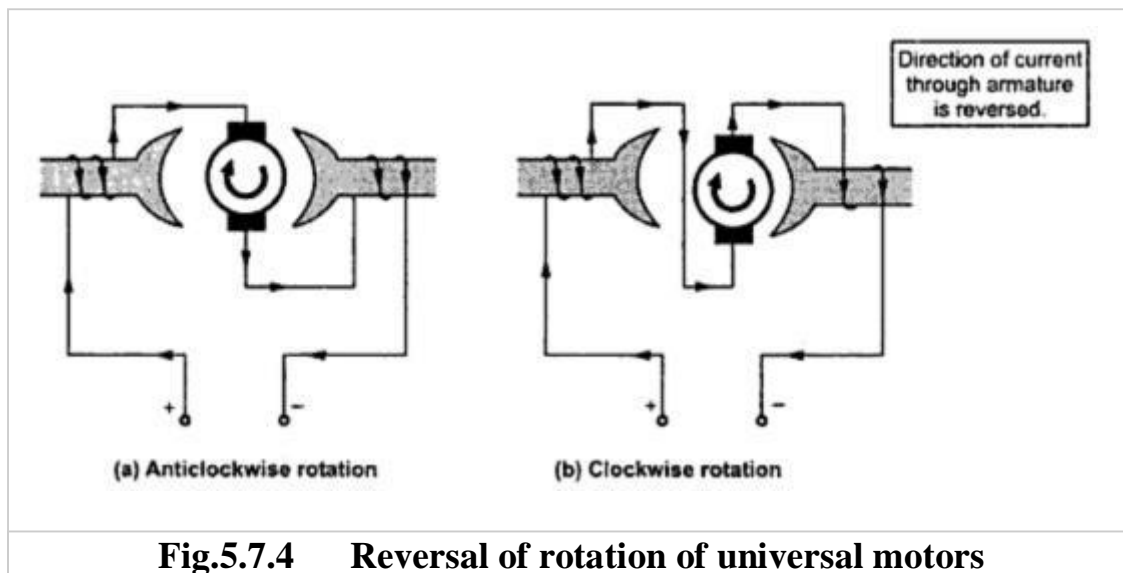 Direction of current
through armature
is reversed.
+
−
+
−
(a) Anticlockwise rotation
(b) Clockwise rotation
Fig.5.7.4 Reversal of rotation of universal motors